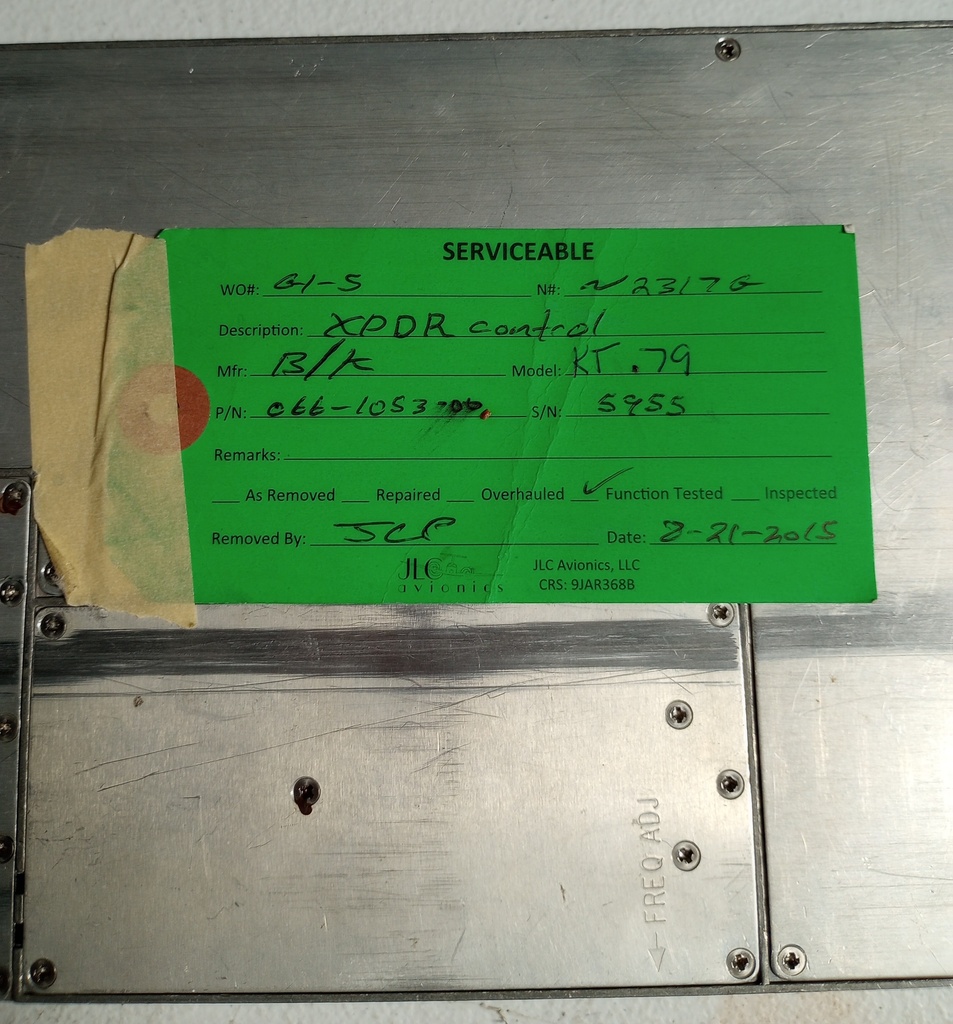 SERVICEABLE
WO#: G1-5 N#: N2317G
Description: XPDR control
Mfr: B/K Model: KT.79
P/N: 066-1053-00 S/N: 5955
Remarks:
As Removed Repaired Overhauled ✓ Function Tested Inspected
Removed By: JCP Date: 8-21-2015
JLC JLC Avionics, LLC
avionics CRS: 9JAR368B
← FREQ ADJ